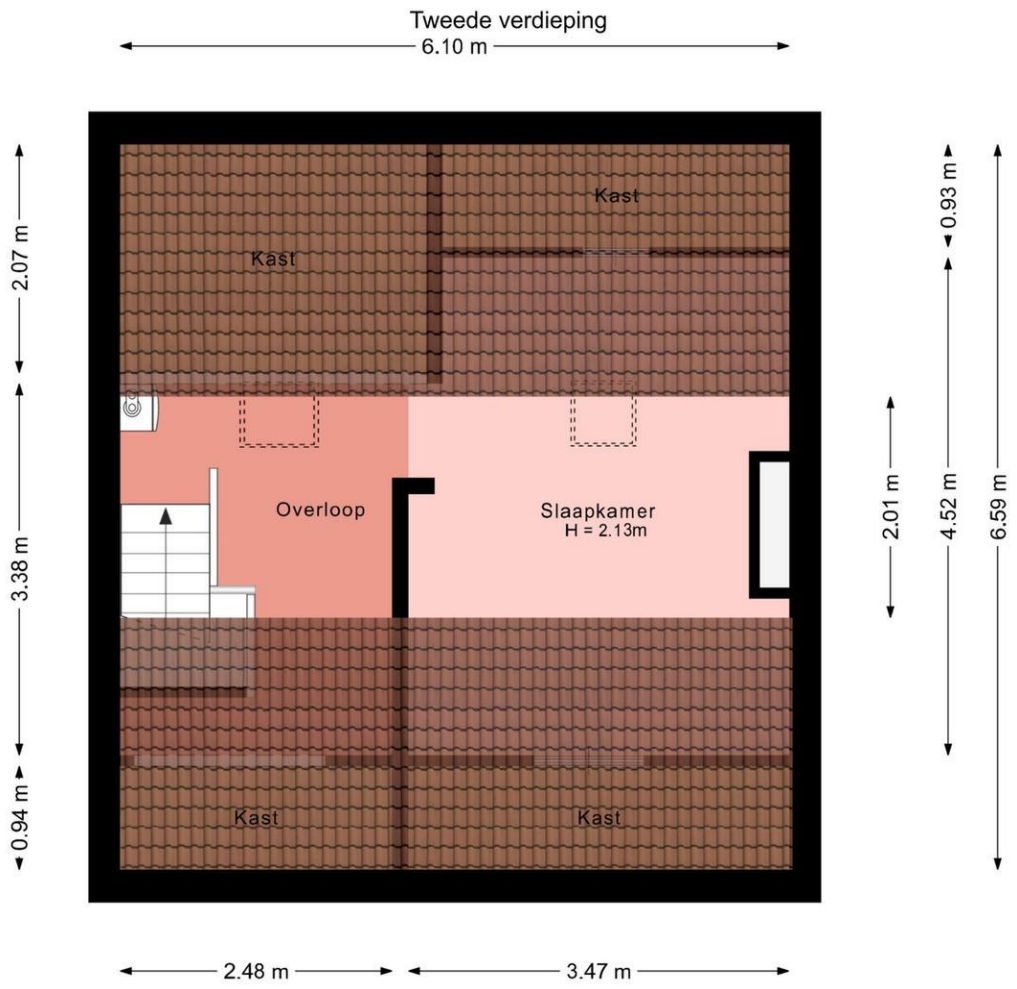 Tweede verdieping
6.10 m
Kast
0.93 m
2.07 m
Kast
Overloop
Slaapkamer
H = 2.13m
2.01 m
4.52 m
6.59 m
3.38 m
Kast
Kast
0.94 m
2.48 m
3.47 m